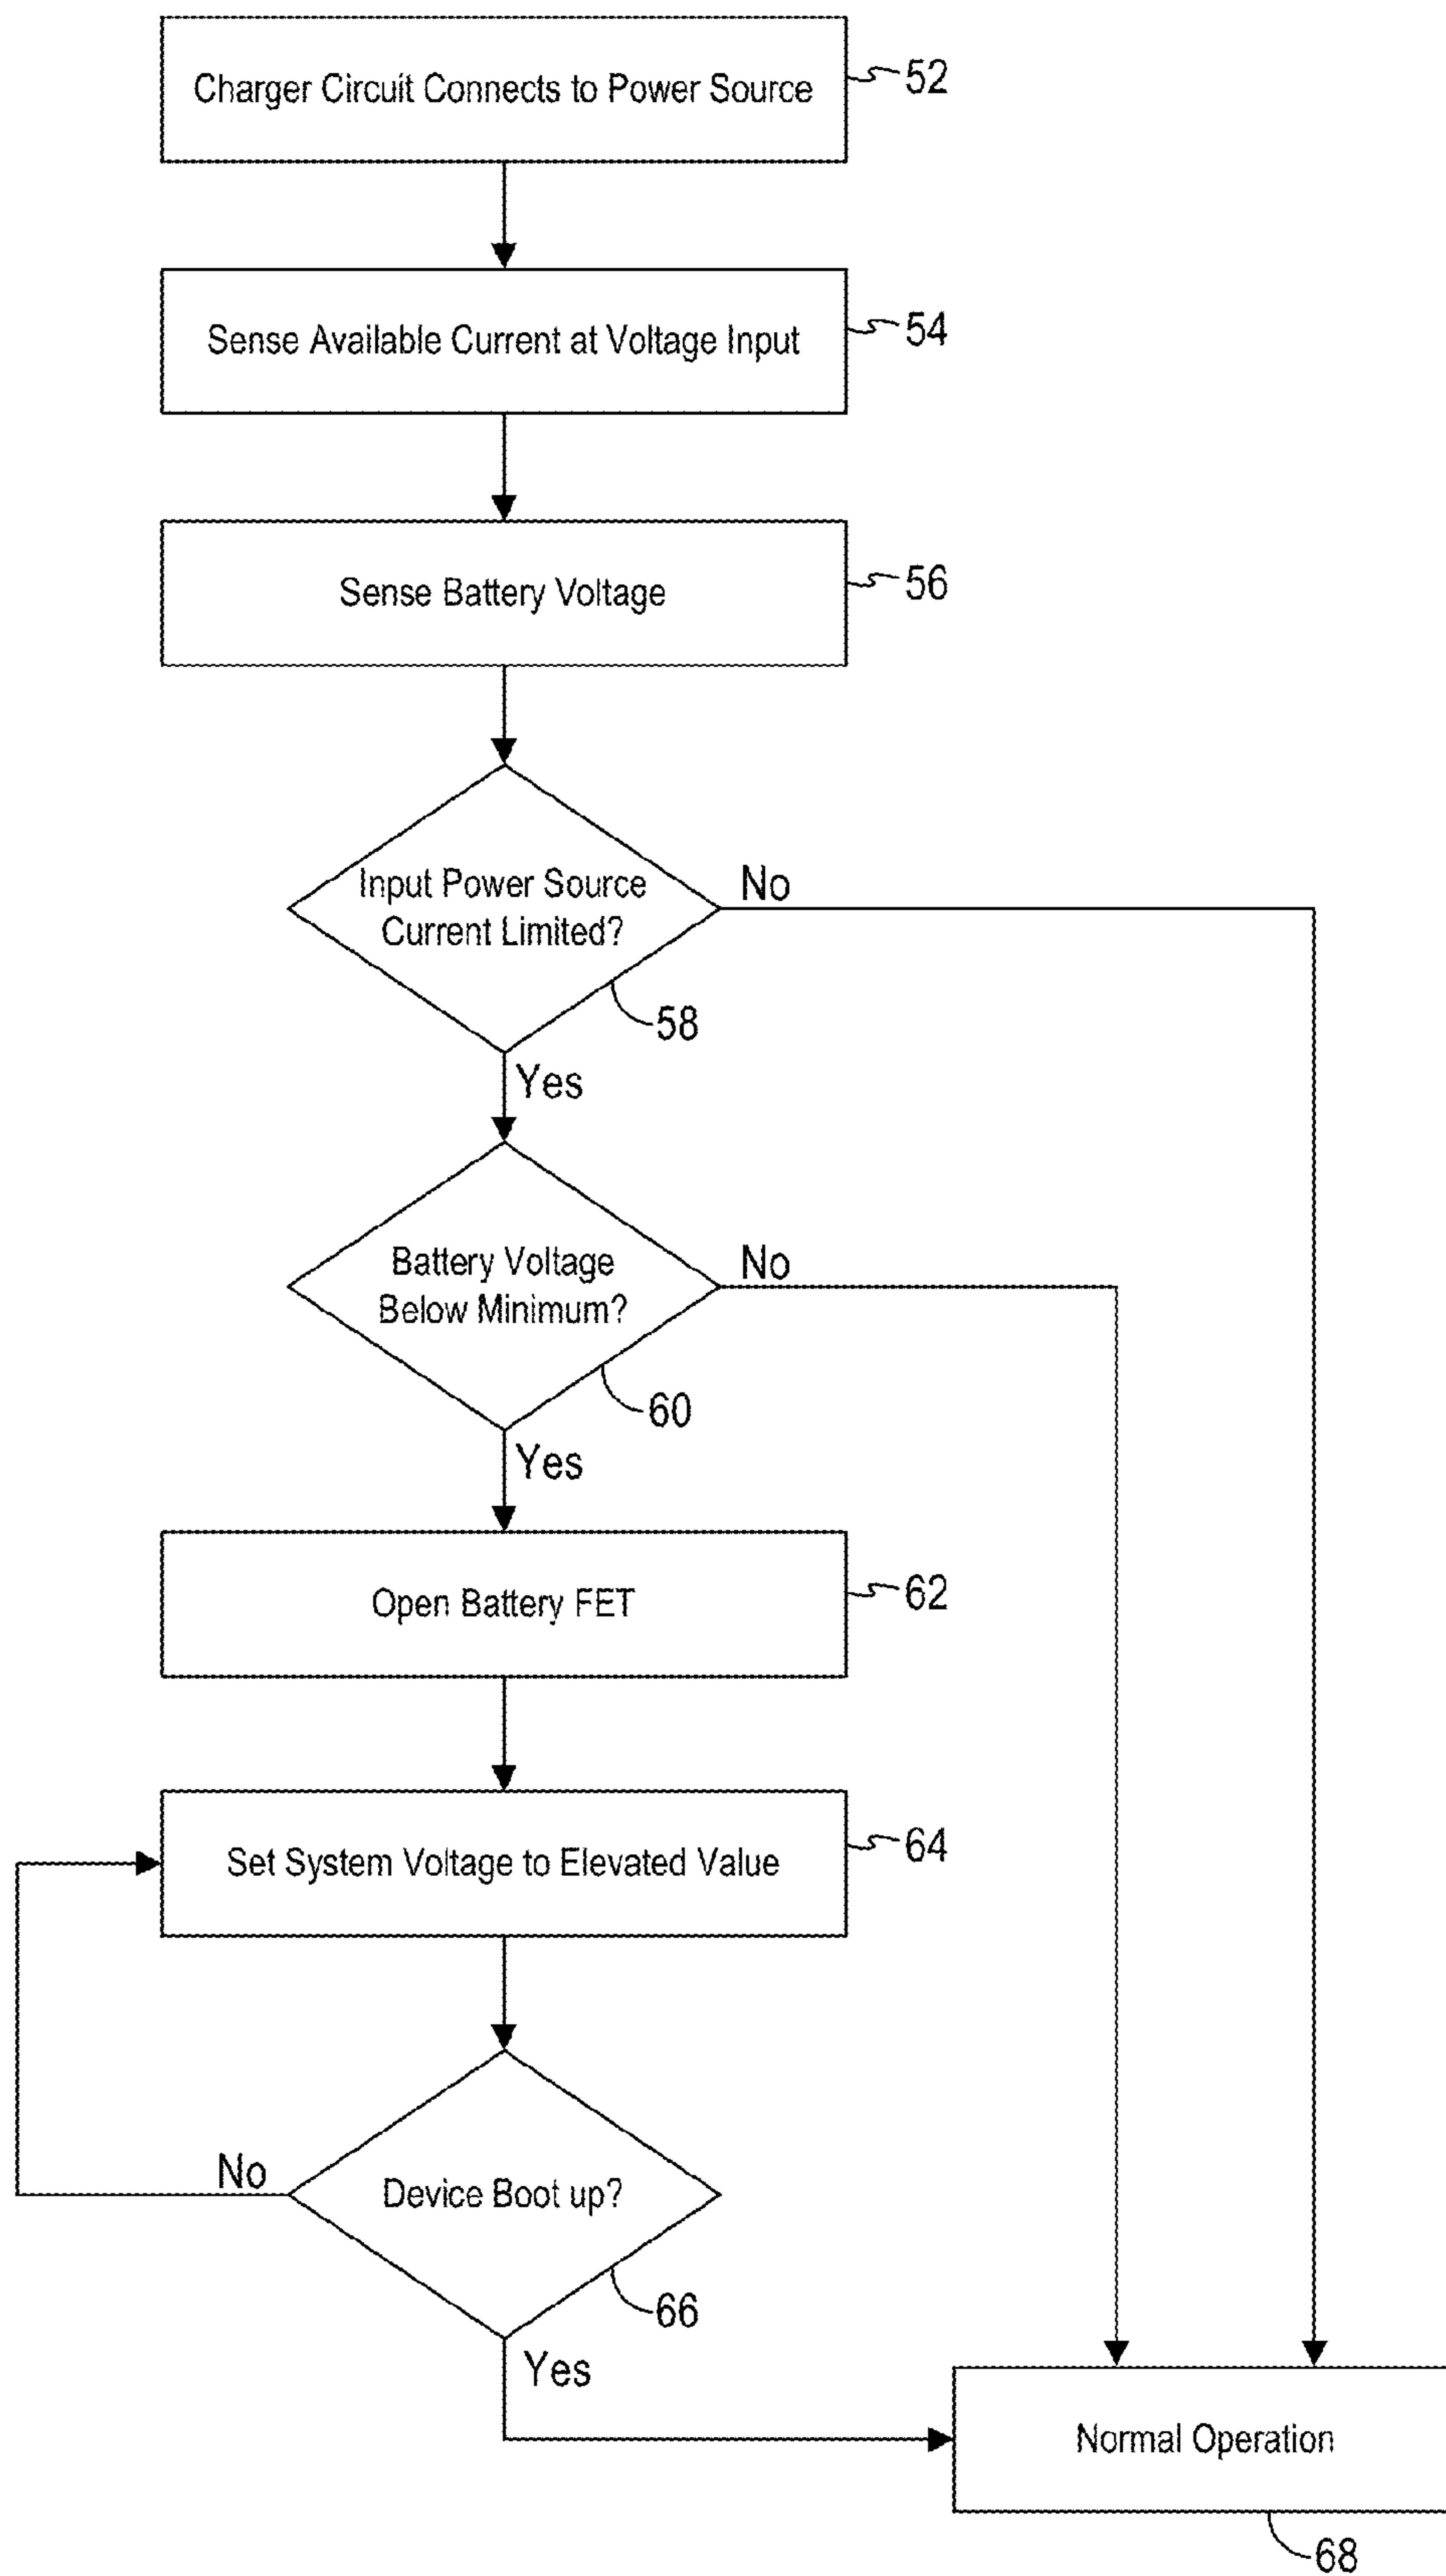 Charger Circuit Connects to Power Source
52
Sense Available Current at Voltage Input
54
Sense Battery Voltage
56
Input Power Source
Current Limited?
No
58
Yes
Battery Voltage
Below Minimum?
No
60
Yes
Open Battery FET
62
Set System Voltage to Elevated Value
64
Device Boot up?
No
66
Yes
Normal Operation
68